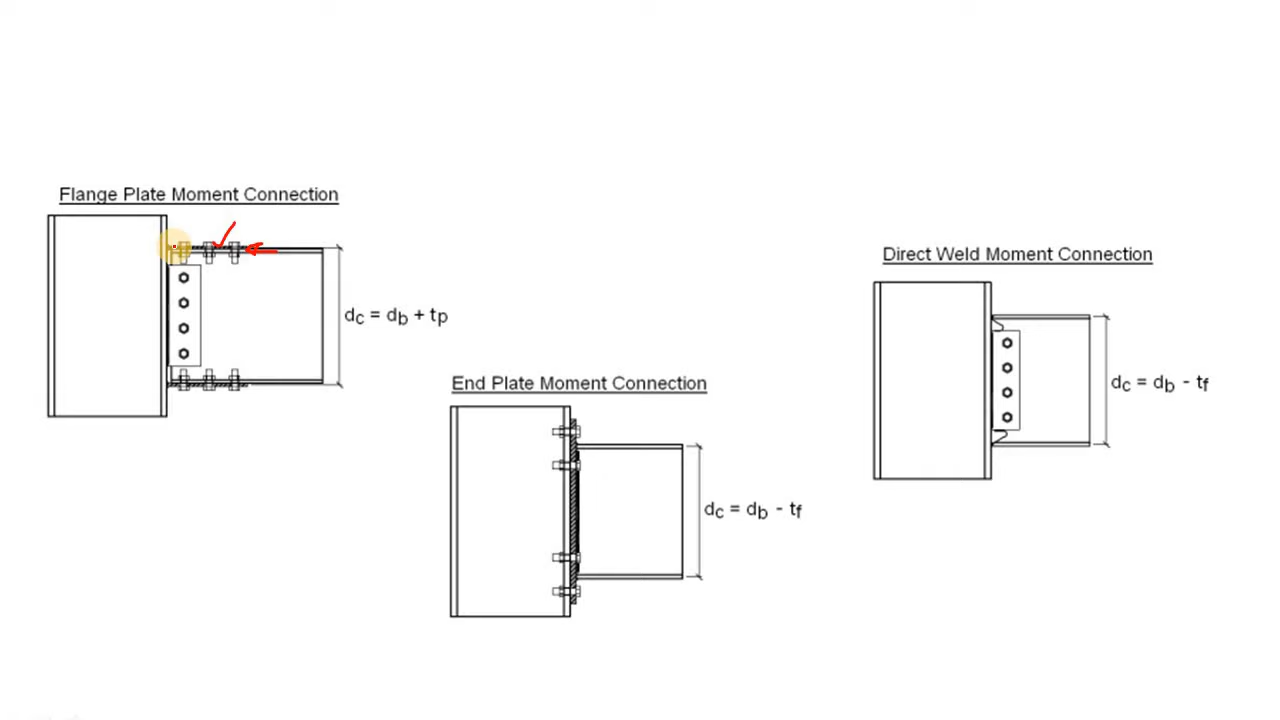 Flange Plate Moment Connection
dc = db + tp
End Plate Moment Connection
dc = db - tf
Direct Weld Moment Connection
dc = db - tf